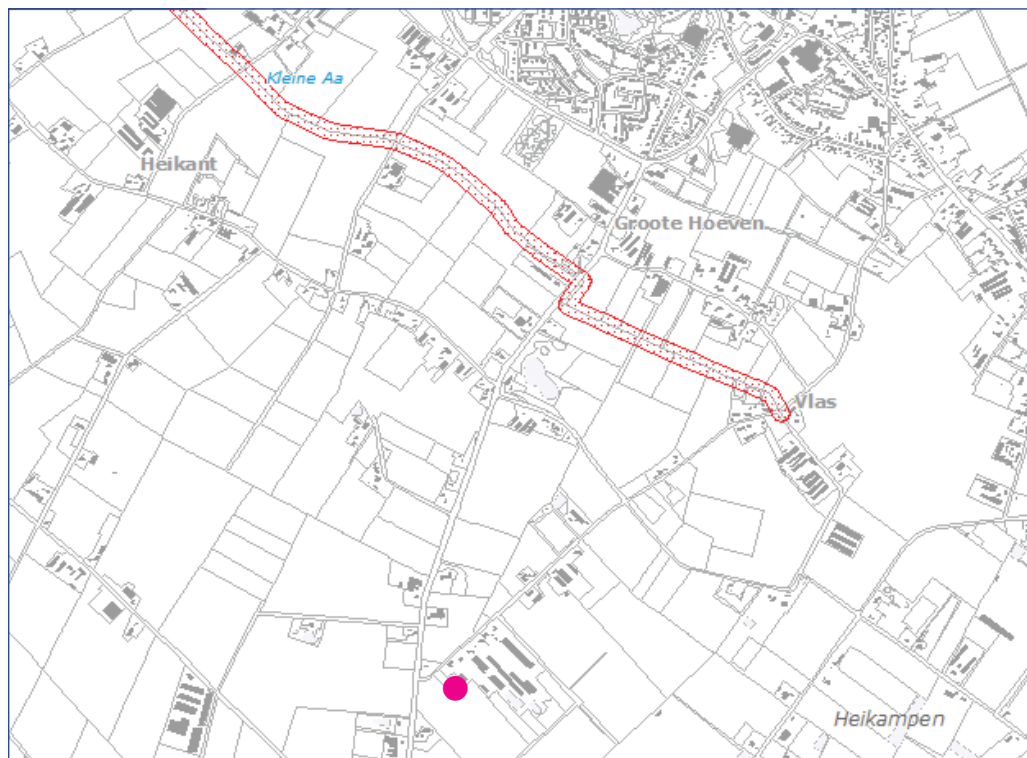 Kleine Aa
Heikant
Groote Hoeven
Vlas
Heikampen